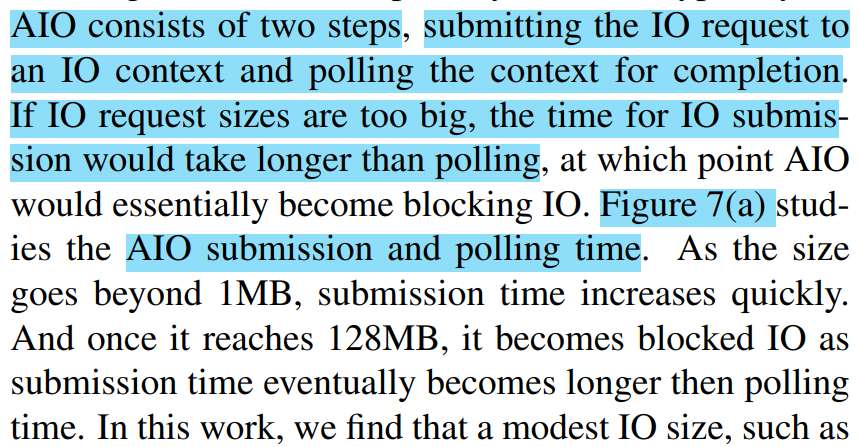 AIO consists of two steps, submitting the IO request to
an IO context and polling the context for completion.
If IO request sizes are too big, the time for IO submis-
sion would take longer than polling, at which point AIO
would essentially become blocking IO. Figure 7(a) stud-
ies the AIO submission and polling time. As the size
goes beyond 1MB, submission time increases quickly.
And once it reaches 128MB, it becomes blocked IO as
submission time eventually becomes longer then polling
time. In this work, we find that a modest IO size, such as